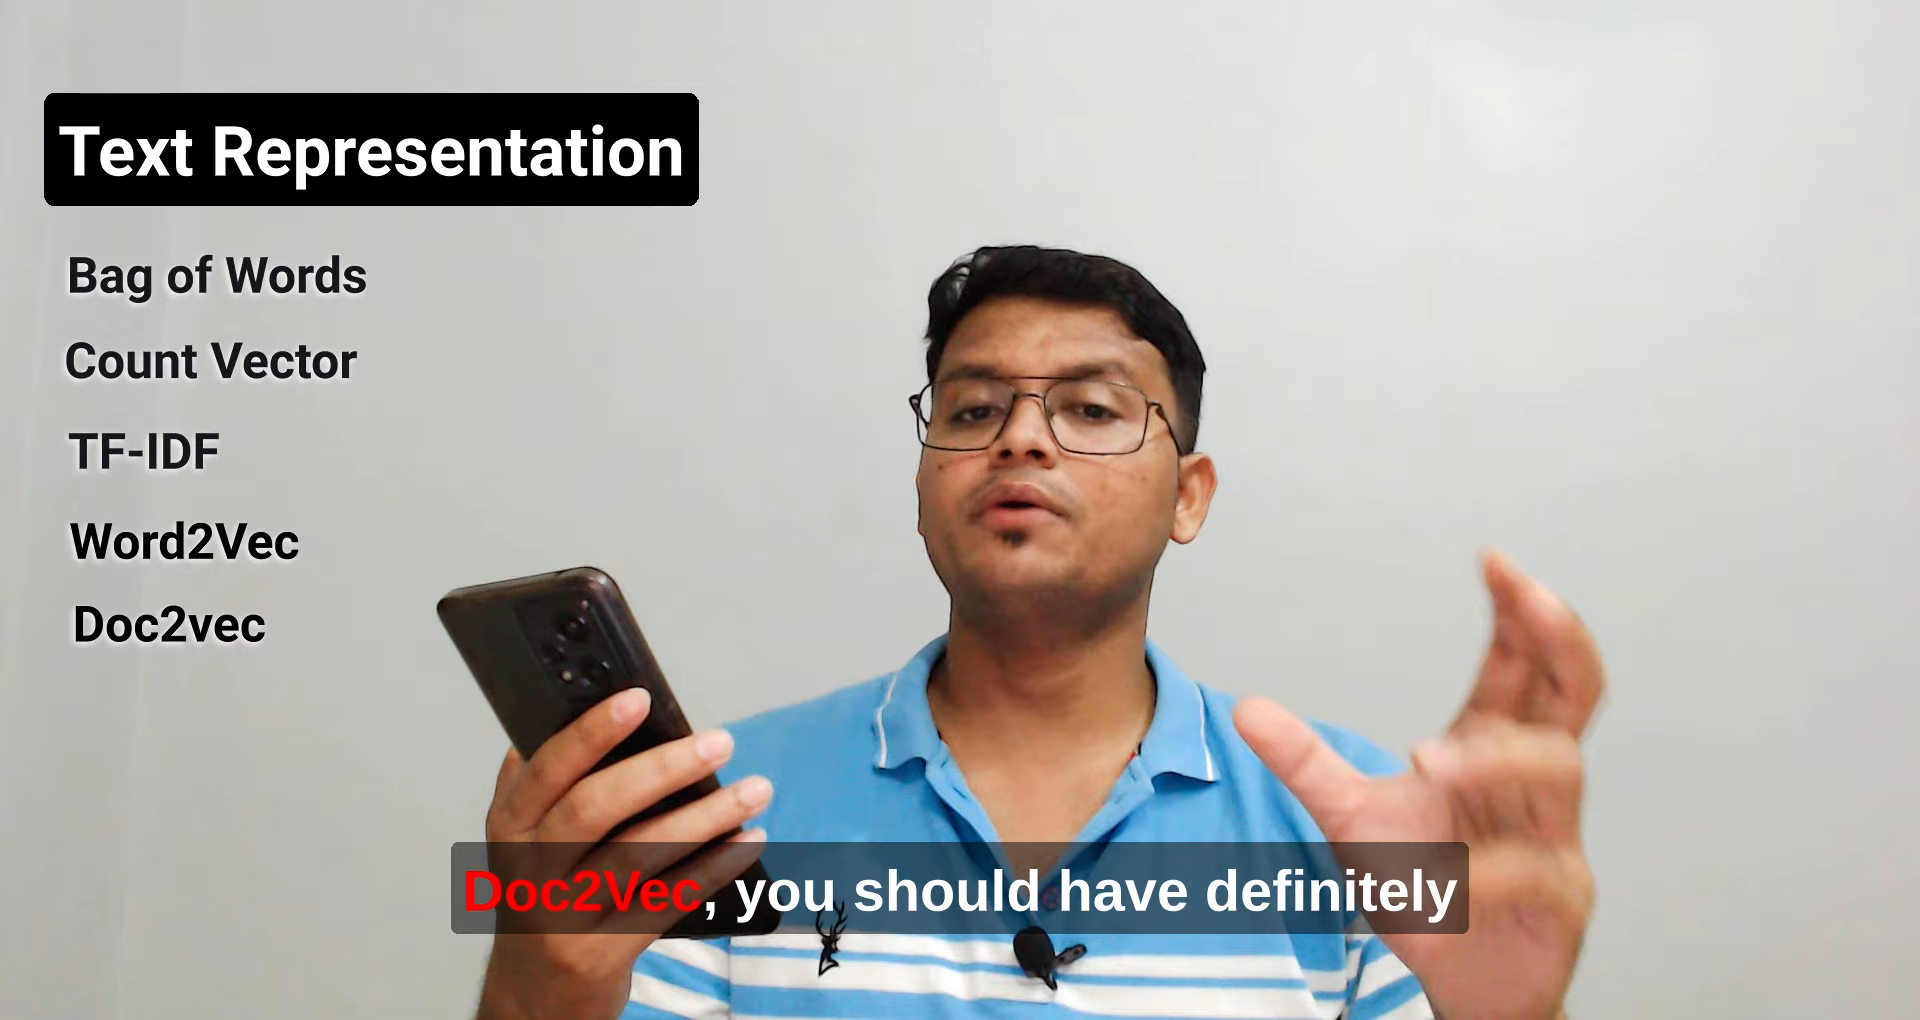 Text Representation
Bag of Words
Count Vector
TF-IDF
Word2Vec
Doc2vec
Doc2Vec, you should have definitely